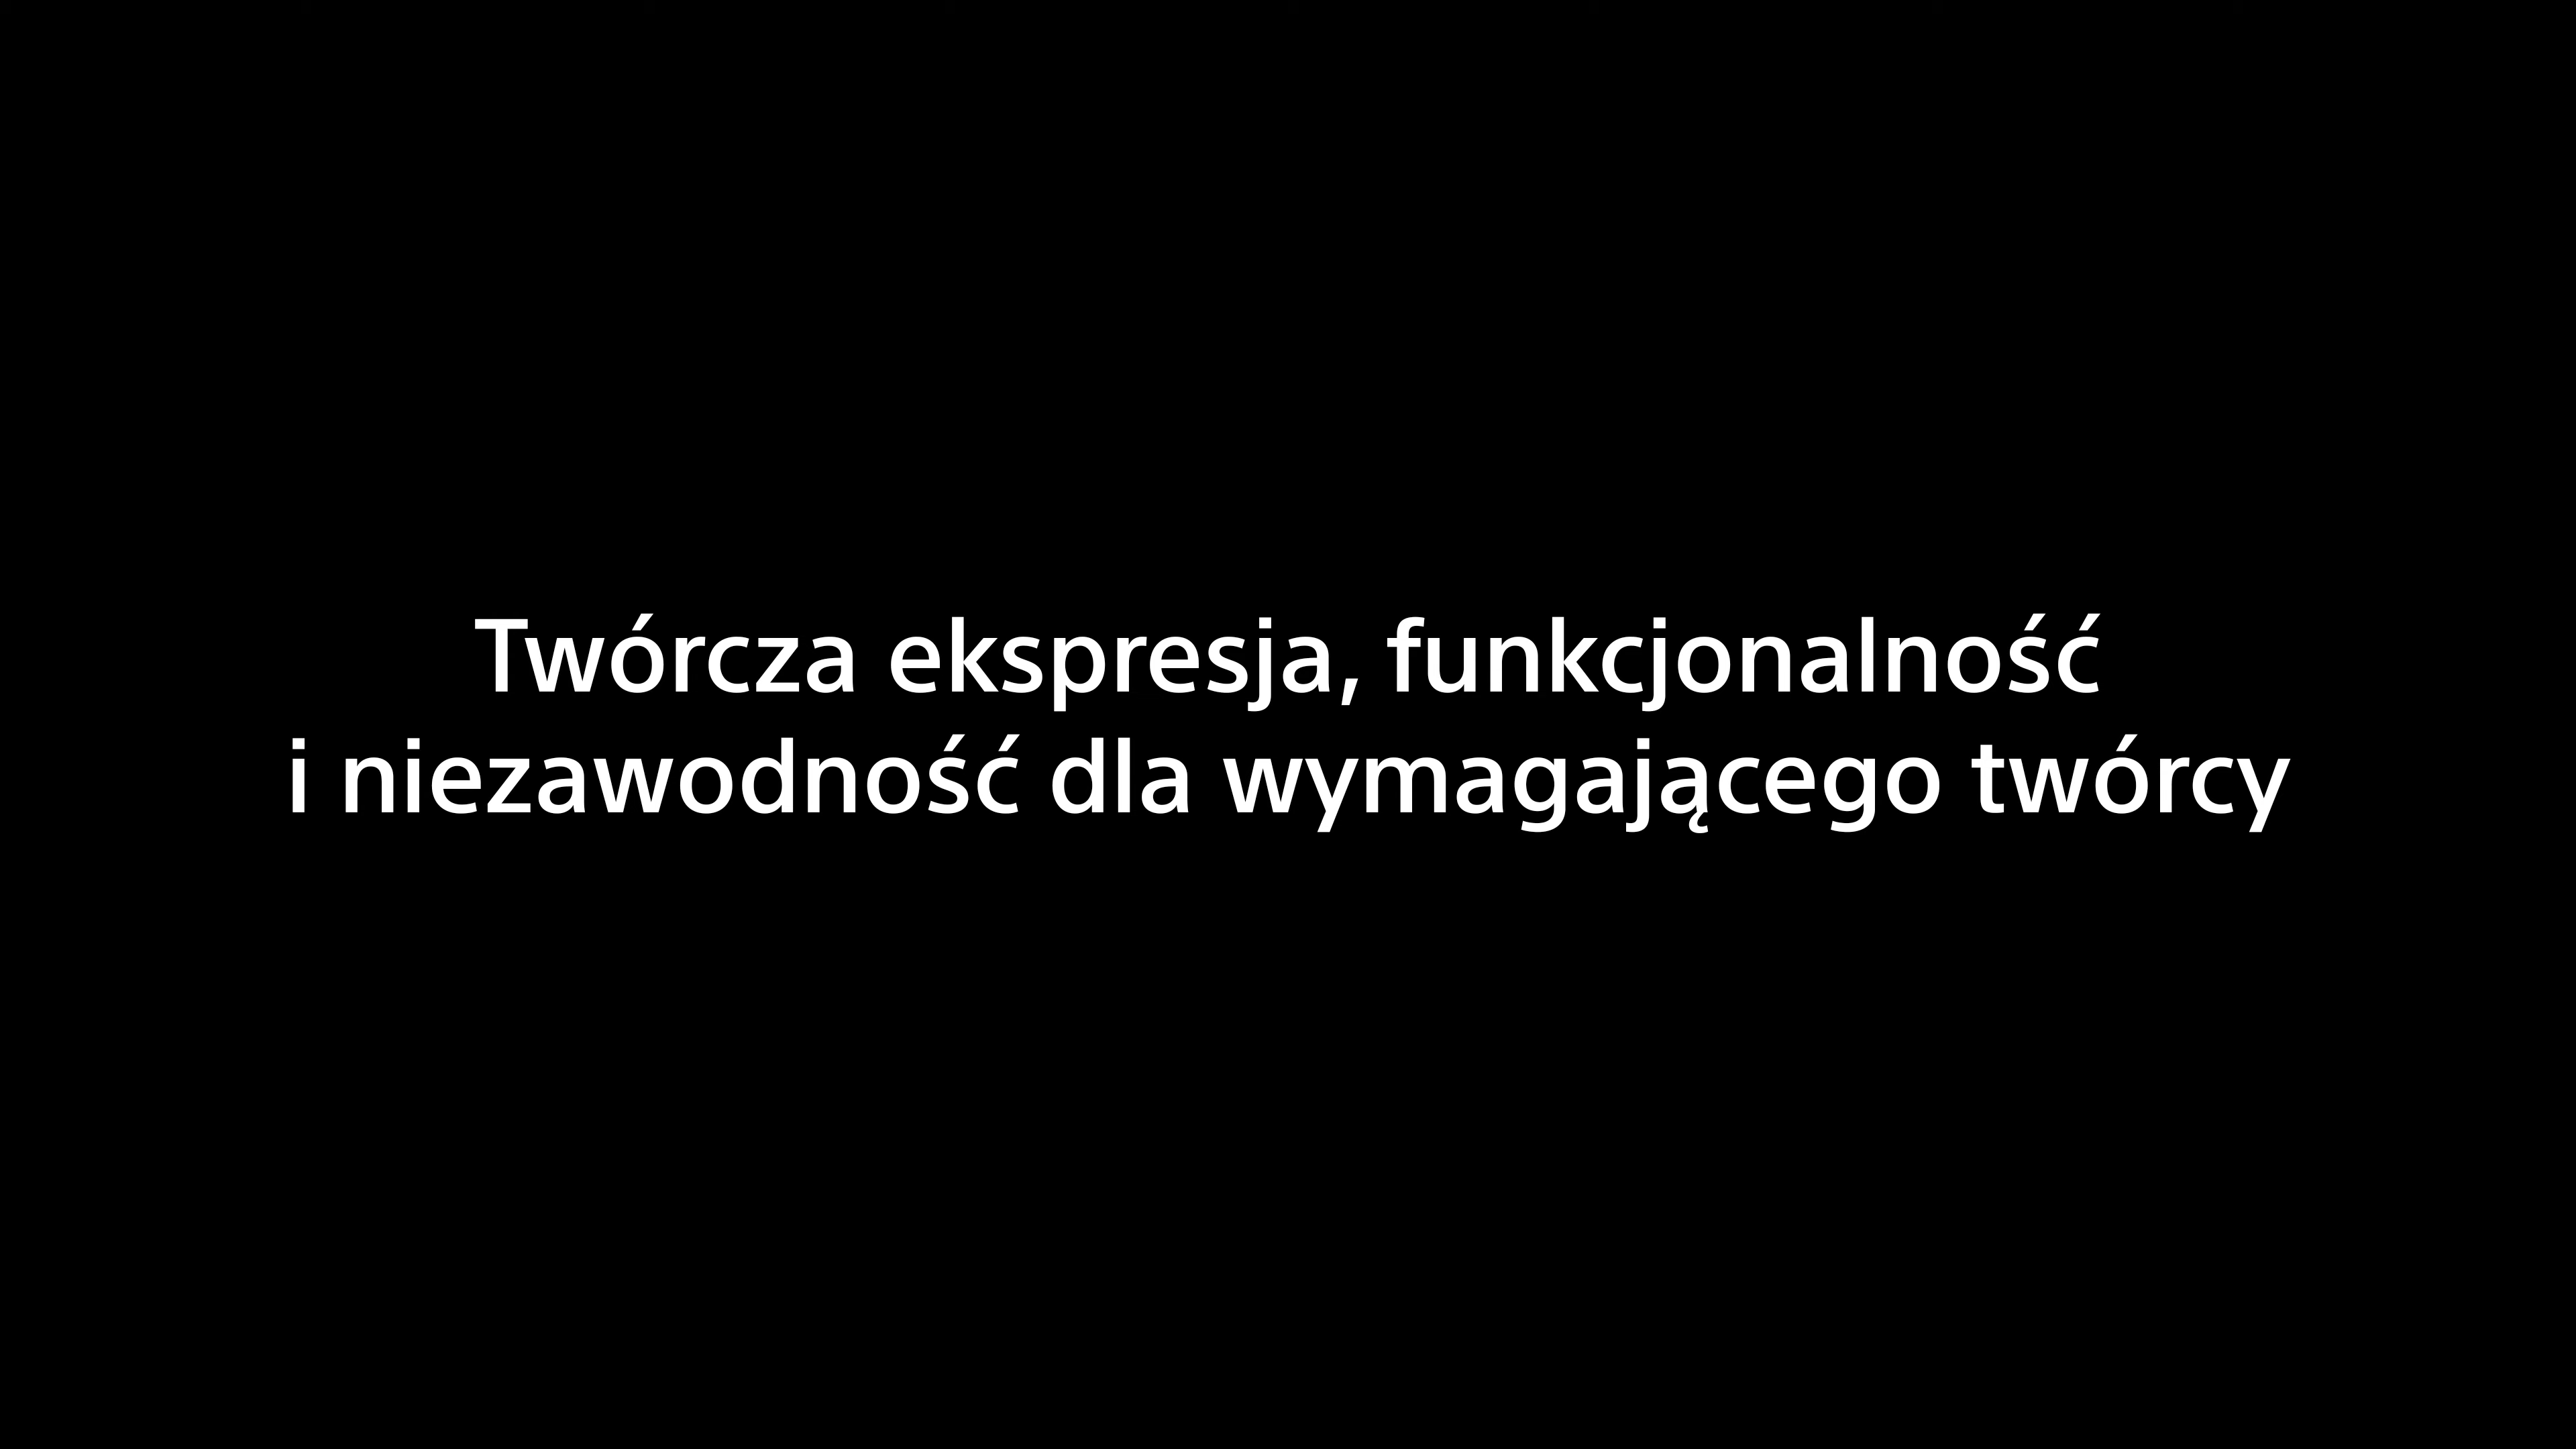 Twórcza ekspresja, funkcjonalność
i niezawodność dla wymagającego twórcy